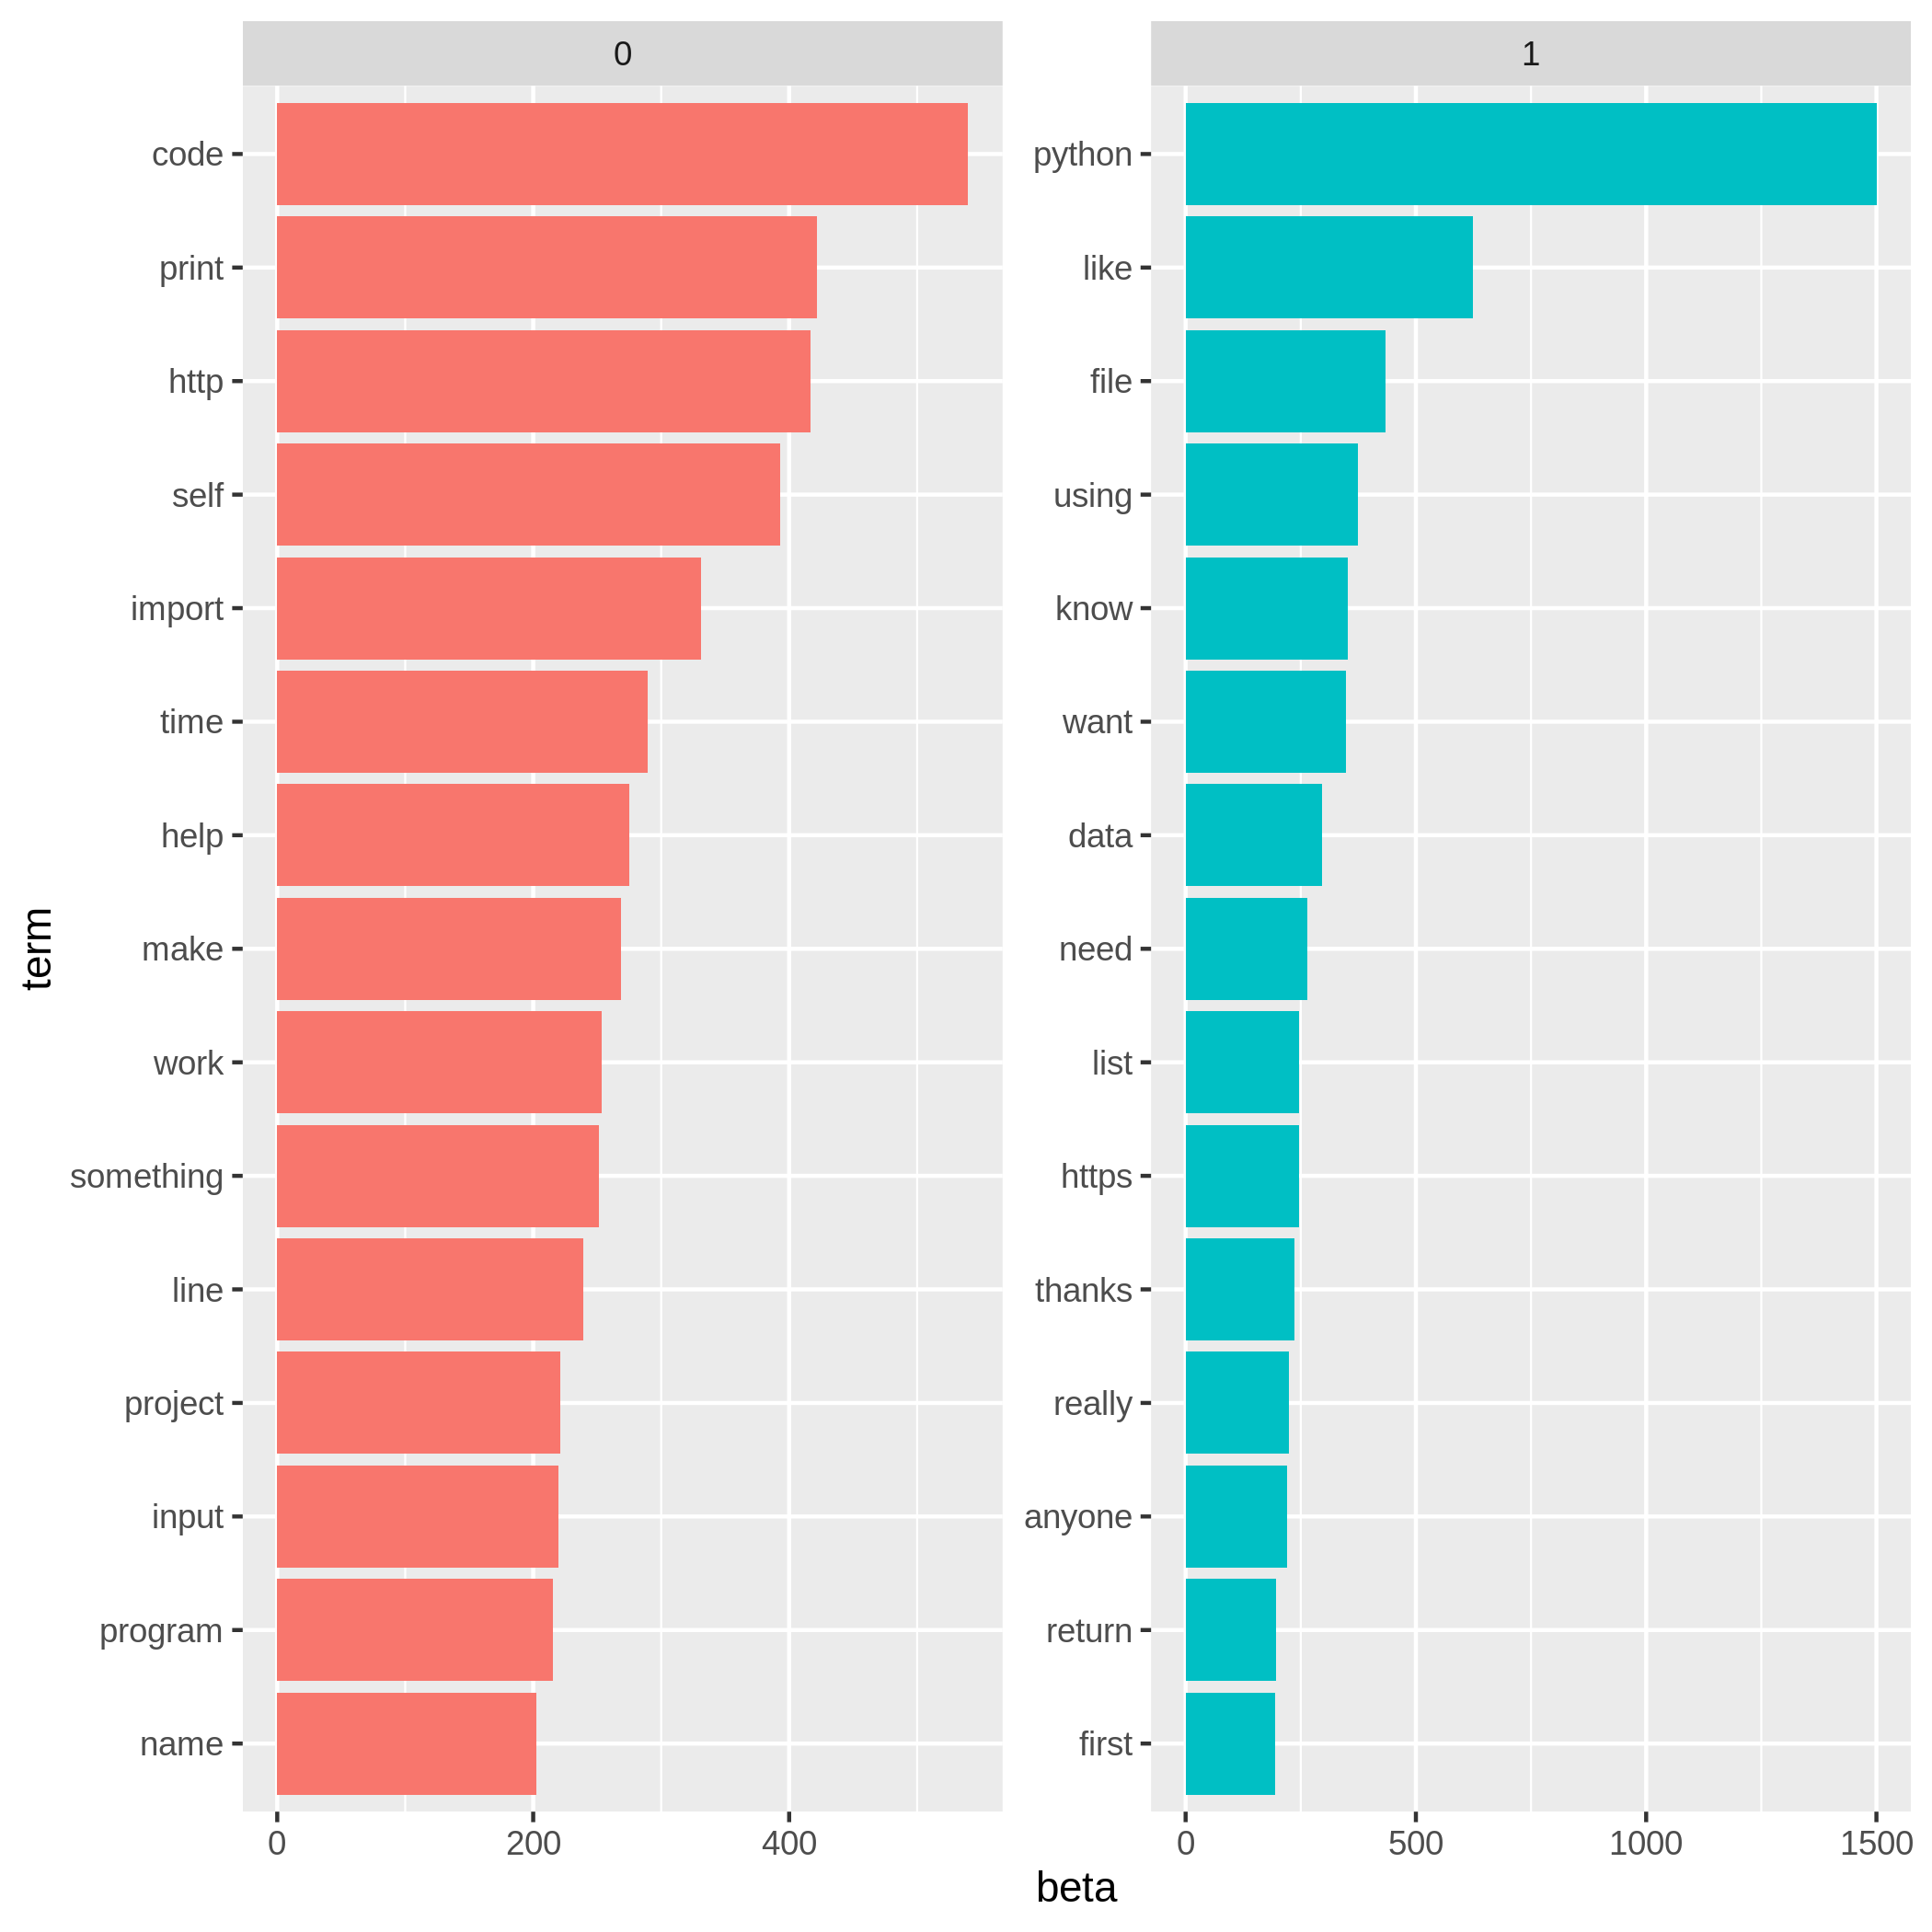 0
1
code
print
http
self
import
time
help
make
work
something
line
project
input
program
name
python
like
file
using
know
want
data
need
list
https
thanks
really
anyone
return
first
term
0 200 400
0 500 1000 1500
beta